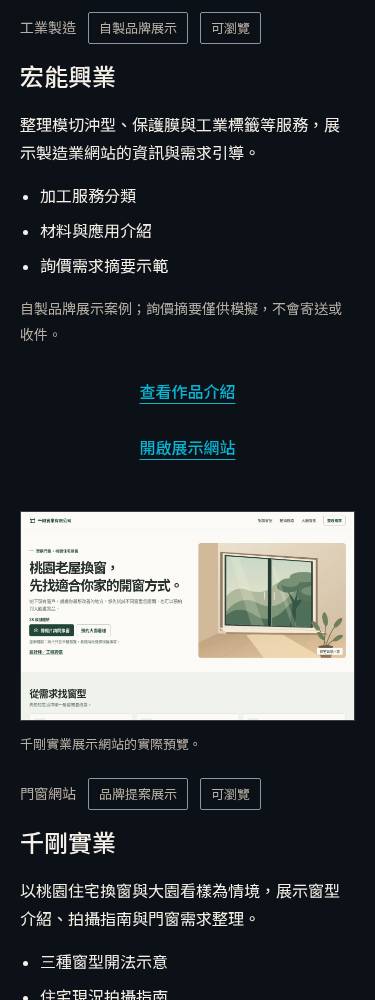 工業製造 自製品牌展示 可瀏覽
宏能興業
整理模切沖型、保護膜與工業標籤等服務，展
示製造業網站的資訊與需求引導。
加工服務分類
材料與應用介紹
詢價需求摘要示範
自製品牌展示案例；詢價摘要僅供模擬，不會寄送或
收件。
查看作品介紹
開啟展示網站
桃園老屋換窗，
先找適合你家的開窗方式。
從需求找窗型
千剛實業展示網站的實際預覽。
門窗網站 品牌提案展示 可瀏覽
千剛實業
以桃園住宅換窗與大園看樣為情境，展示窗型
介紹、拍攝指南與門窗需求整理。
三種窗型開法示意
住宅現況拍攝指南